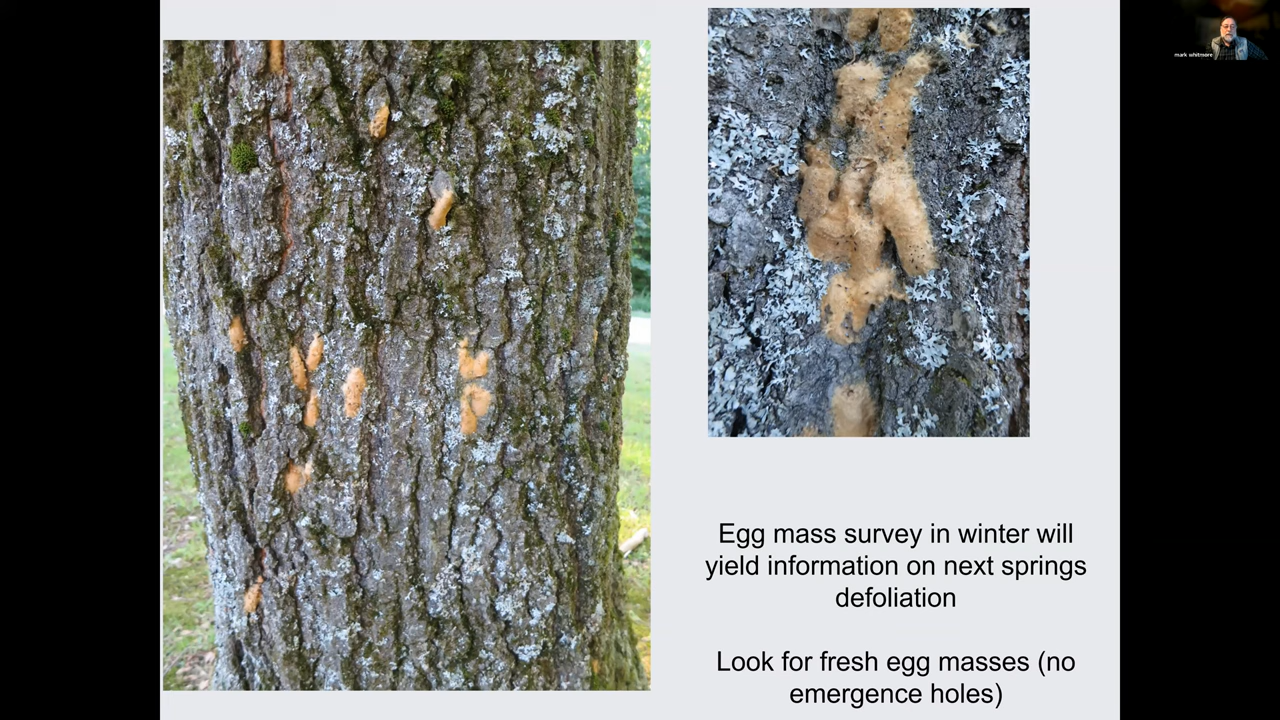 mark whitmore
Egg mass survey in winter will
yield information on next springs
defoliation
Look for fresh egg masses (no
emergence holes)